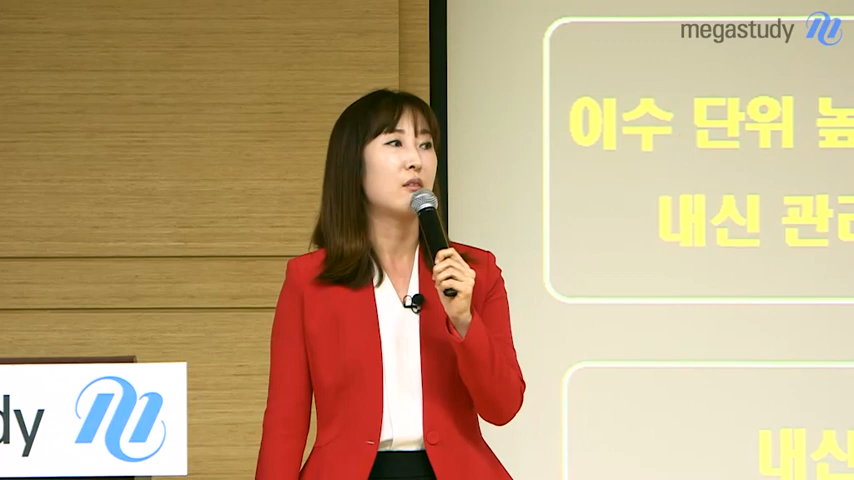 megastudy
이수 단위 높
내신 관리
내신
dy